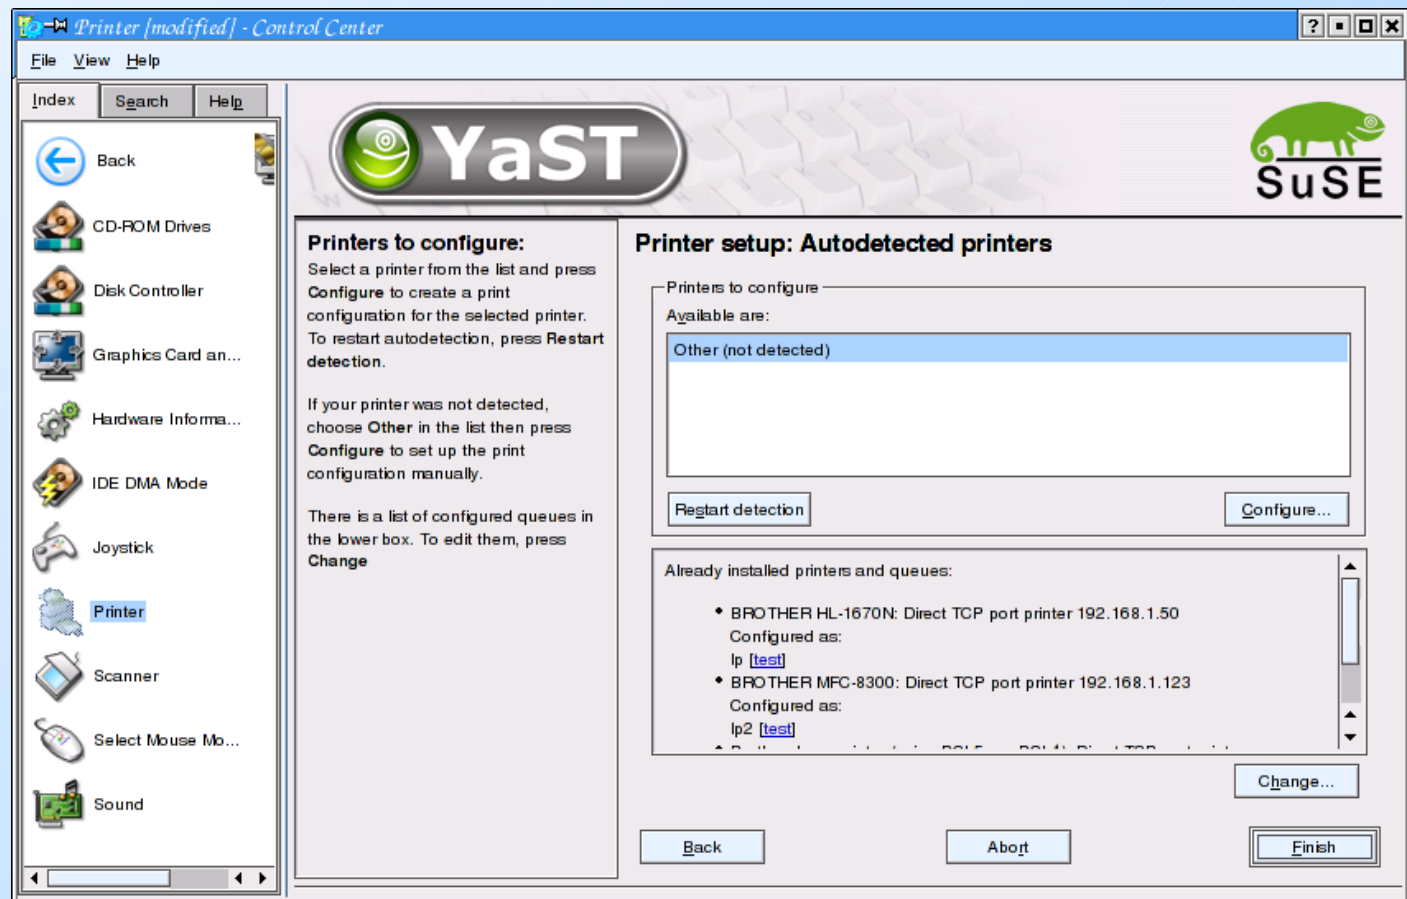 Printer [modified] - Control Center
File View Help
Index Search Help
Back
CD-ROM Drives
Disk Controller
Graphics Card an...
Hardware Informa...
IDE DMA Mode
Joystick
Printer
Scanner
Select Mouse Mo...
Sound
YaST
SuSE
Printers to configure:
Select a printer from the list and press
Configure to create a print
configuration for the selected printer.
To restart autodetection, press Restart
detection.
If your printer was not detected,
choose Other in the list then press
Configure to set up the print
configuration manually.
There is a list of configured queues in
the lower box. To edit them, press
Change
Printer setup: Autodetected printers
Printers to configure
Available are:
Other (not detected)
Restart detection
Configure...
Already installed printers and queues:
BROTHER HL-1670N: Direct TCP port printer 192.168.1.50
Configured as:
lp [test]
BROTHER MFC-8300: Direct TCP port printer 192.168.1.123
Configured as:
lp2 [test]
Change...
Back
Abort
Finish